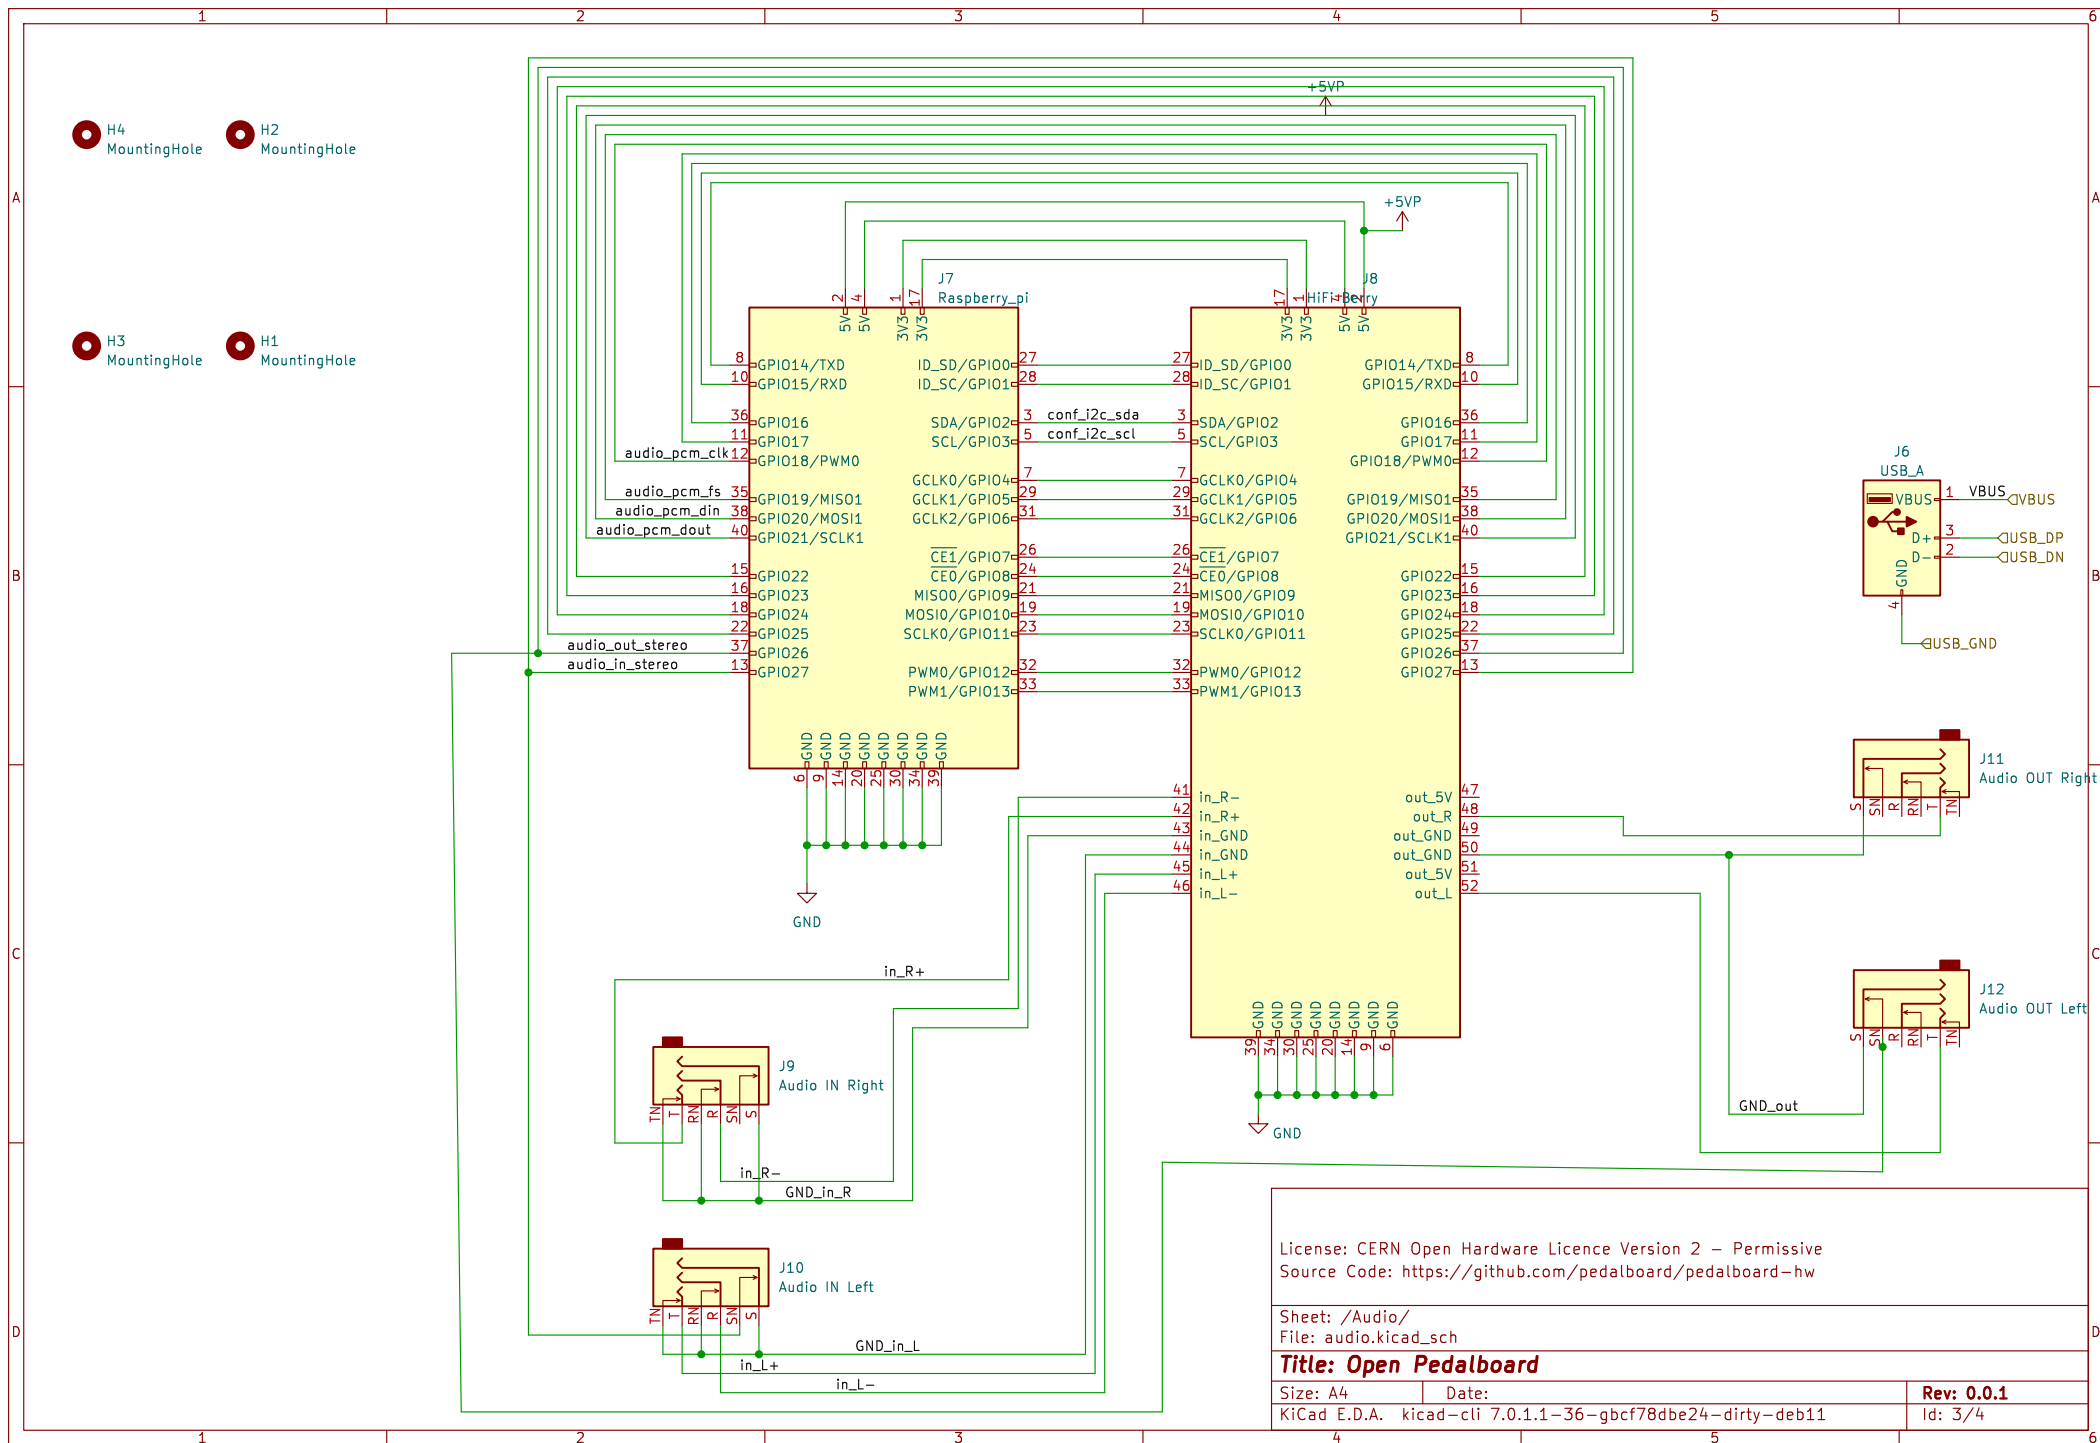 1 2 3 4 5 6
A
B
C
D
A
B
C
D
1 2 3 4 5 6
H4
MountingHole
H2
MountingHole
H3
MountingHole
H1
MountingHole
+5VP
+5VP
J7
Raspberry_pi
2 4 1 17
5V 5V 3V3 3V3
8 GPIO14/TXD
10 GPIO15/RXD
36 GPIO16
11 GPIO17
audio_pcm_clk 12 GPIO18/PWM0
audio_pcm_fs 35 GPIO19/MISO1
audio_pcm_din 38 GPIO20/MOSI1
audio_pcm_dout 40 GPIO21/SCLK1
15 GPIO22
16 GPIO23
18 GPIO24
22 GPIO25
audio_out_stereo 37 GPIO26
audio_in_stereo 13 GPIO27
ID_SD/GPIO0 27
ID_SC/GPIO1 28
SDA/GPIO2 3 conf_i2c_sda
SCL/GPIO3 5 conf_i2c_scl
GCLK0/GPIO4 7
GCLK1/GPIO5 29
GCLK2/GPIO6 31
CE1/GPIO7 26
CE0/GPIO8 24
MISO0/GPIO9 21
MOSI0/GPIO10 19
SCLK0/GPIO11 23
PWM0/GPIO12 32
PWM1/GPIO13 33
GND GND GND GND GND GND GND GND
6 9 14 20 25 30 34 39
GND
J8
HiFi Berry
17 1 4 2
3V3 3V3 5V 5V
27 ID_SD/GPIO0
28 ID_SC/GPIO1
3 SDA/GPIO2
5 SCL/GPIO3
7 GCLK0/GPIO4
29 GCLK1/GPIO5
31 GCLK2/GPIO6
26 CE1/GPIO7
24 CE0/GPIO8
21 MISO0/GPIO9
19 MOSI0/GPIO10
23 SCLK0/GPIO11
32 PWM0/GPIO12
33 PWM1/GPIO13
41 in_R-
42 in_R+
43 in_GND
44 in_GND
45 in_L+
46 in_L-
GPIO14/TXD 8
GPIO15/RXD 10
GPIO16 36
GPIO17 11
GPIO18/PWM0 12
GPIO19/MISO1 35
GPIO20/MOSI1 38
GPIO21/SCLK1 40
GPIO22 15
GPIO23 16
GPIO24 18
GPIO25 22
GPIO26 37
GPIO27 13
out_5V 47
out_R 48
out_GND 49
out_GND 50
out_5V 51
out_L 52
GND GND GND GND GND GND GND GND
39 34 30 25 20 14 9 6
GND
J6
USB_A
VBUS 1 VBUS VBUS
D+ 3 USB_DP
D- 2 USB_DN
GND
4
USB_GND
J11
Audio OUT Right
S SN R RN T TN
J12
Audio OUT Left
S SN R RN T TN
GND_out
in_R+
J9
Audio IN Right
TN T RN R SN S
in_R-
GND_in_R
J10
Audio IN Left
TN T RN R SN S
GND_in_L
in_L+
in_L-
License: CERN Open Hardware Licence Version 2 - Permissive
Source Code: https://github.com/pedalboard/pedalboard-hw
Sheet: /Audio/
File: audio.kicad_sch
Title: Open Pedalboard
Size: A4 Date: Rev: 0.0.1
KiCad E.D.A. kicad-cli 7.0.1.1-36-gbcf78dbe24-dirty-deb11 Id: 3/4